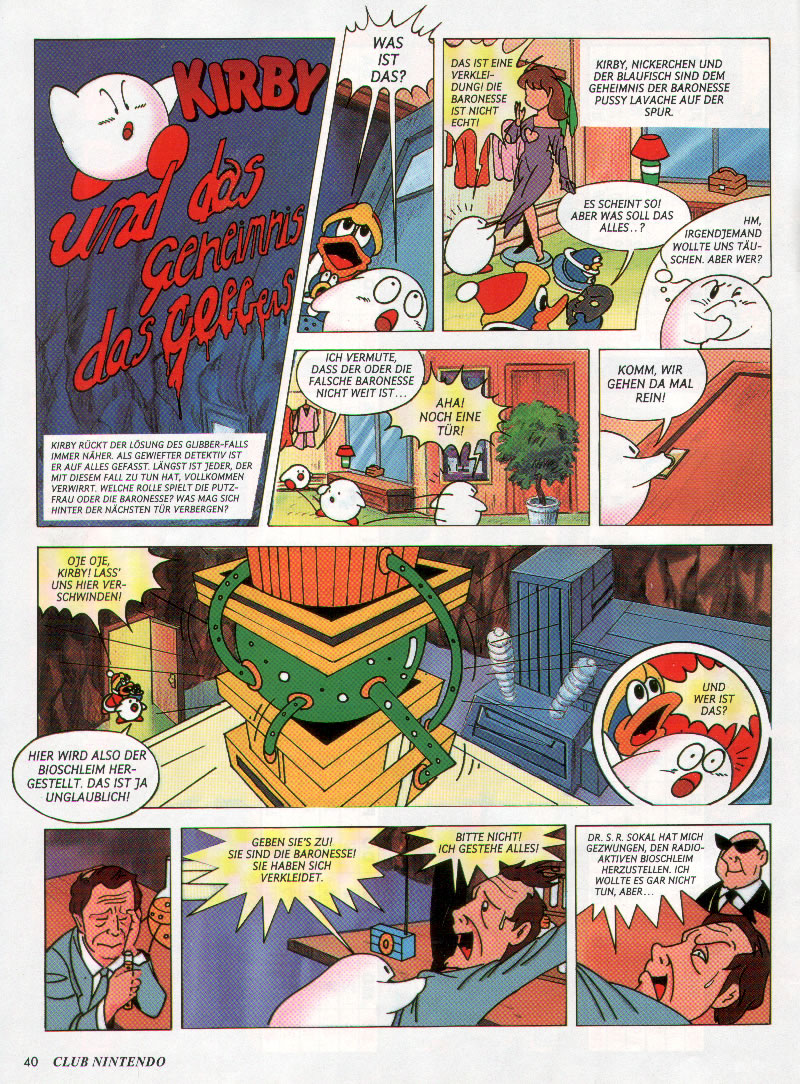 KIRBY
und das
geheimnis
das gelbers
KIRBY RÜCKT DER LÖSUNG DES GLIBBER-FALLS
IMMER NÄHER. ALS GEWIEFTER DETEKTIV IST
ER AUF ALLES GEFASST. LÄNGST IST JEDER, DER
MIT DIESEM FALL ZU TUN HAT, VOLLKOMMEN
VERWIRRT. WELCHE ROLLE SPIELT DIE PUTZ-
FRAU ODER DIE BARONESSE? WAS MAG SICH
HINTER DER NÄCHSTEN TÜR VERBERGEN?
WAS
IST
DAS?
DAS IST EINE
VERKLEI-
DUNG! DIE
BARONESSE
IST NICHT
ECHT!
KIRBY, NICKERCHEN UND
DER BLAUFISCH SIND DEM
GEHEIMNIS DER BARONESSE
PUSSY LAVACHE AUF DER
SPUR.
ES SCHEINT SO!
ABER WAS SOLL DAS
ALLES..?
HM,
IRGENDJEMAND
WOLLTE UNS TÄU-
SCHEN. ABER WER?
ICH VERMUTE,
DASS DER ODER DIE
FALSCHE BARONESSE
NICHT WEIT IST...
AHA!
NOCH EINE
TÜR!
KOMM, WIR
GEHEN DA MAL
REIN!
OJE OJE,
KIRBY! LASS'
UNS HIER VER-
SCHWINDEN!
HIER WIRD ALSO DER
BIOSCHLEIM HER-
GESTELLT. DAS IST JA
UNGLAUBLICH!
UND
WER IST
DAS?
GEBEN SIE'S ZU!
SIE SIND DIE BARONESSE!
SIE HABEN SICH
VERKLEIDET.
BITTE NICHT!
ICH GESTEHE ALLES!
DR. S. R. SOKAL HAT MICH
GEZWUNGEN, DEN RADIO-
AKTIVEN BIOSCHLEIM
HERZUSTELLEN. ICH
WOLLTE ES GAR NICHT
TUN, ABER...
40 CLUB NINTENDO